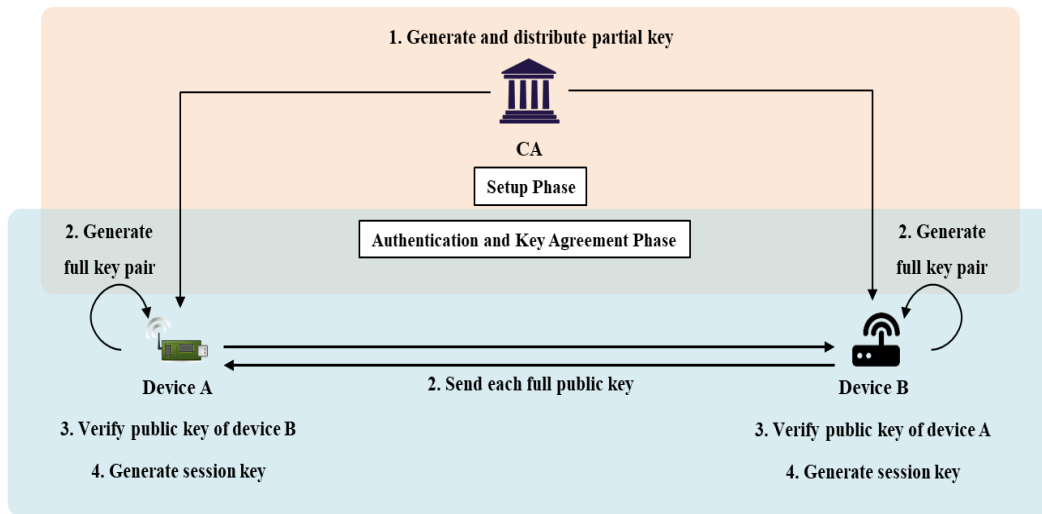 1. Generate and distribute partial key
CA
Setup Phase
Authentication and Key Agreement Phase
2. Generate
full key pair
2. Generate
full key pair
Device A
2. Send each full public key
Device B
3. Verify public key of device B
3. Verify public key of device A
4. Generate session key
4. Generate session key